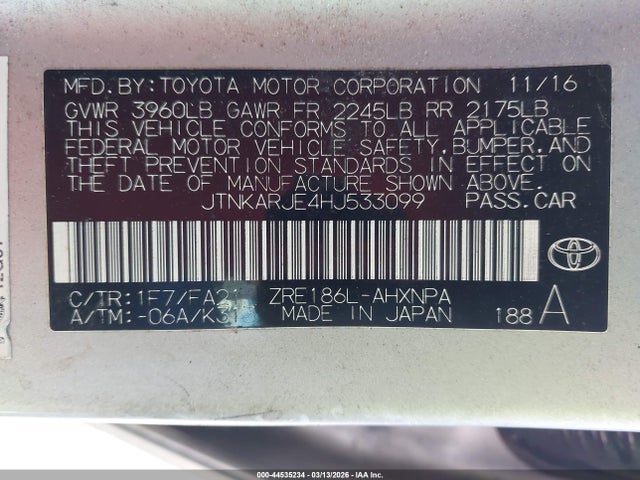 MFD.BY:TOYOTA MOTOR CORPORATION 11/16
GVWR 3960LB GAWR FR 2245LB RR 2175LB
THIS VEHICLE CONFORMS TO ALL APPLICABLE
FEDERAL MOTOR VEHICLE SAFETY,BUMPER,AND
THEFT PREVENTION STANDARDS IN EFFECT ON
THE DATE OF MANUFACTURE SHOWN ABOVE.
JTNKARJE4HJ533099 PASS.CAR
C/TR:1F7/FA21 ZRE186L-AHXNPA
A/TM:-06A/K31 MADE IN JAPAN 188 A
000-44535234 - 03/13/2026 - IAA Inc.